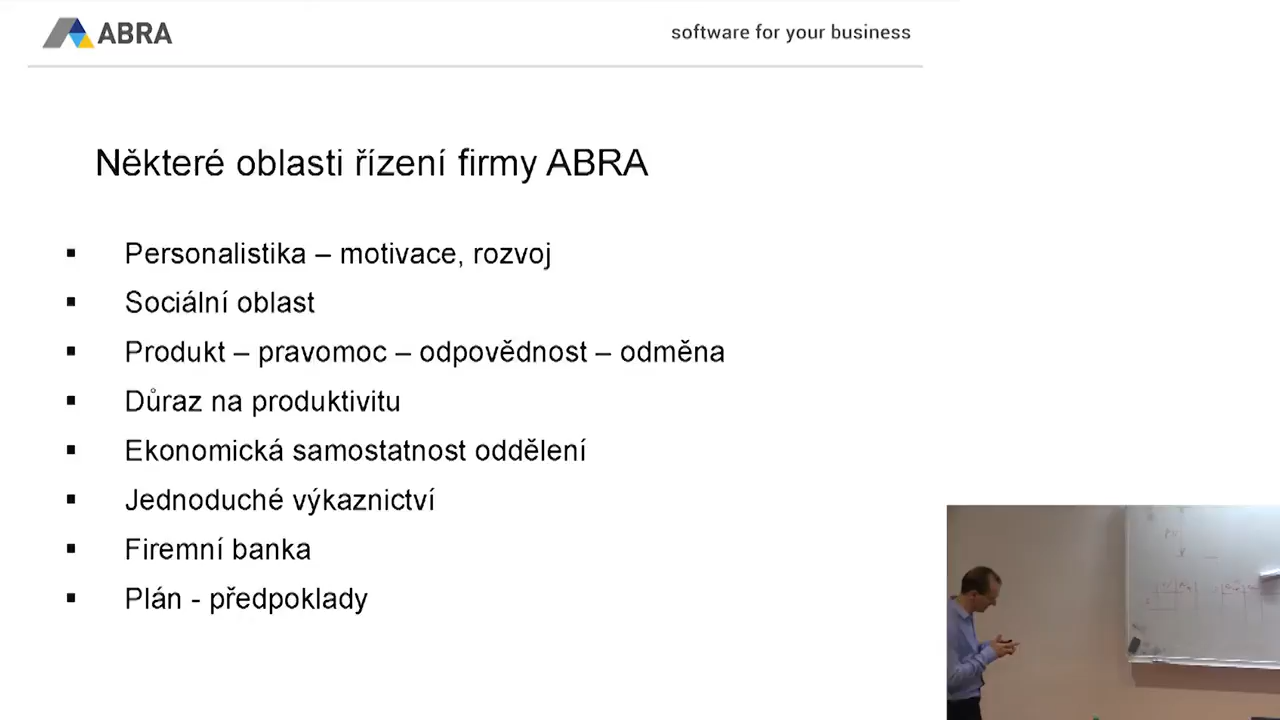 ABRA
software for your business
Některé oblasti řízení firmy ABRA
▪ Personalistika – motivace, rozvoj
▪ Sociální oblast
▪ Produkt – pravomoc – odpovědnost – odměna
▪ Důraz na produktivitu
▪ Ekonomická samostatnost oddělení
▪ Jednoduché výkaznictví
▪ Firemní banka
▪ Plán - předpoklady